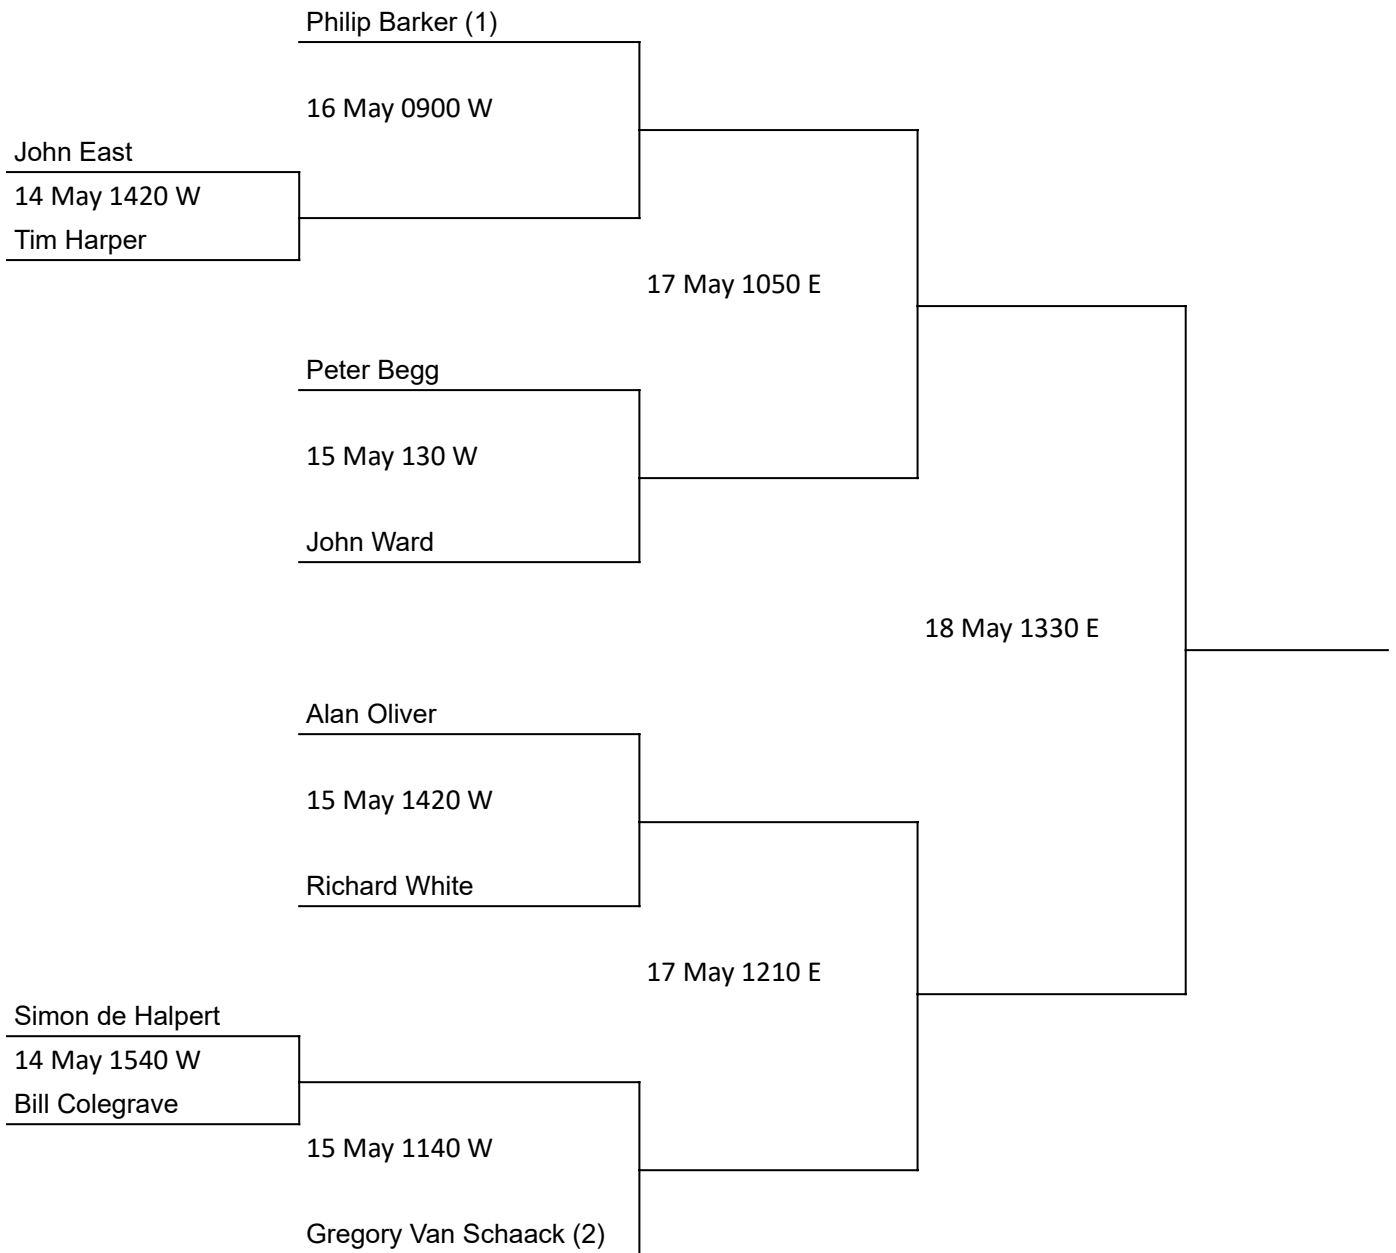 Philip Barker (1)
16 May 0900 W
John East
14 May 1420 W
Tim Harper
17 May 1050 E
Peter Begg
15 May 130 W
John Ward
18 May 1330 E
Alan Oliver
15 May 1420 W
Richard White
17 May 1210 E
Simon de Halpert
14 May 1540 W
Bill Colegrave
15 May 1140 W
Gregory Van Schaack (2)